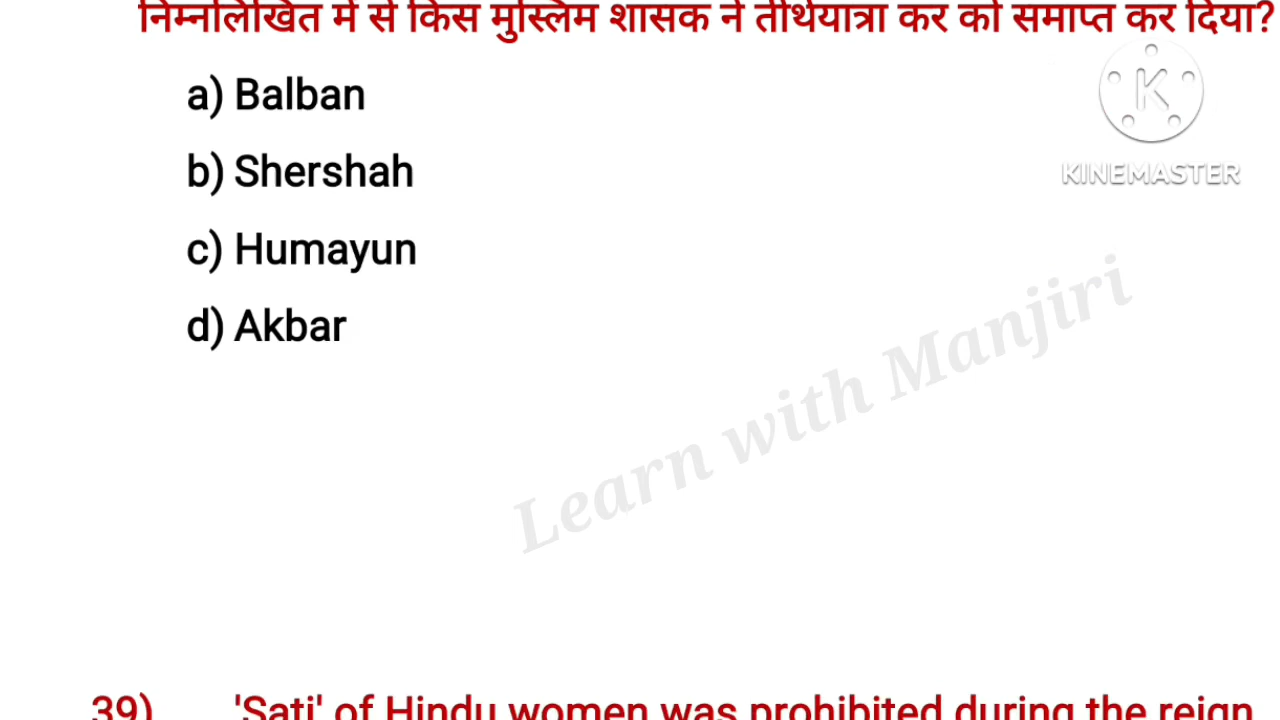 निम्नलिखित में से किस मुस्लिम शासक ने तीर्थयात्रा कर को समाप्त कर दिया?
a) Balban
K
b) Shershah
KINEMASTER
c) Humayun
d) Akbar
Learn with Manjiri
39) 'Sati' of Hindu women was prohibited during the reign